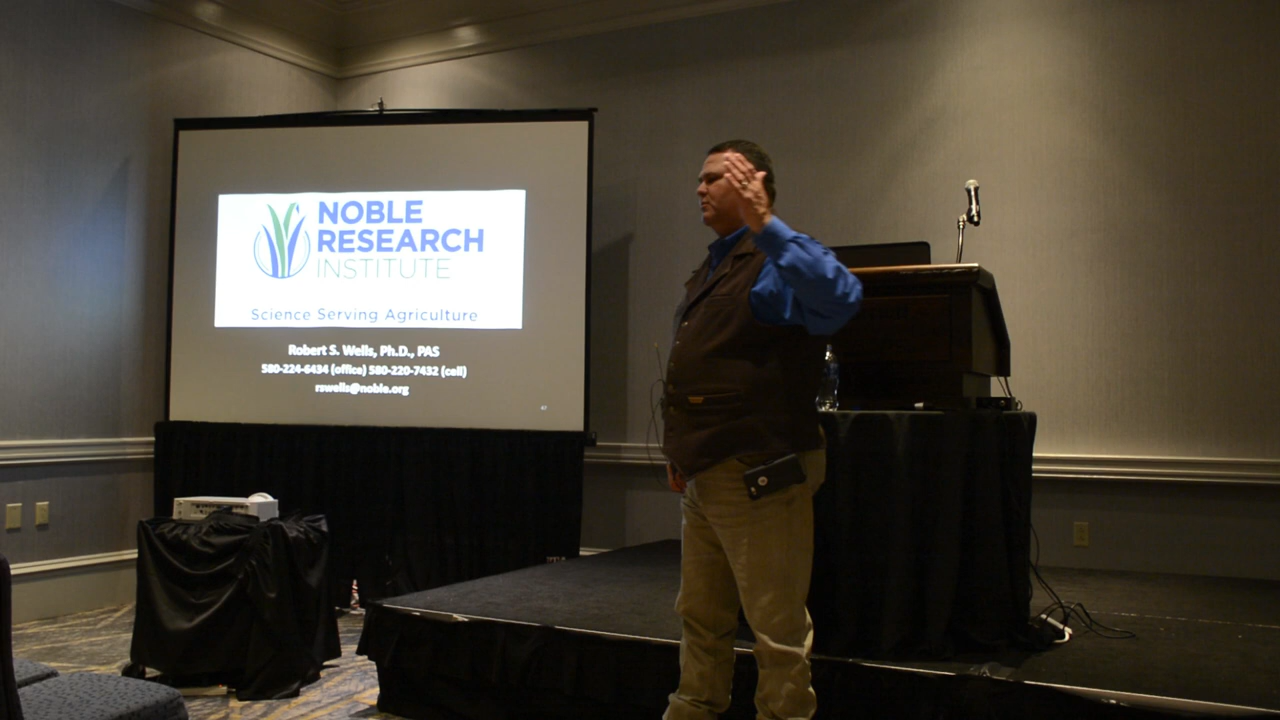 NOBLE
RESEARCH
INSTITUTE
Science Serving Agriculture
Robert S. Wells, Ph.D., PAS
580-224-6434 (office) 580-220-7432 (cell)
rswells@noble.org